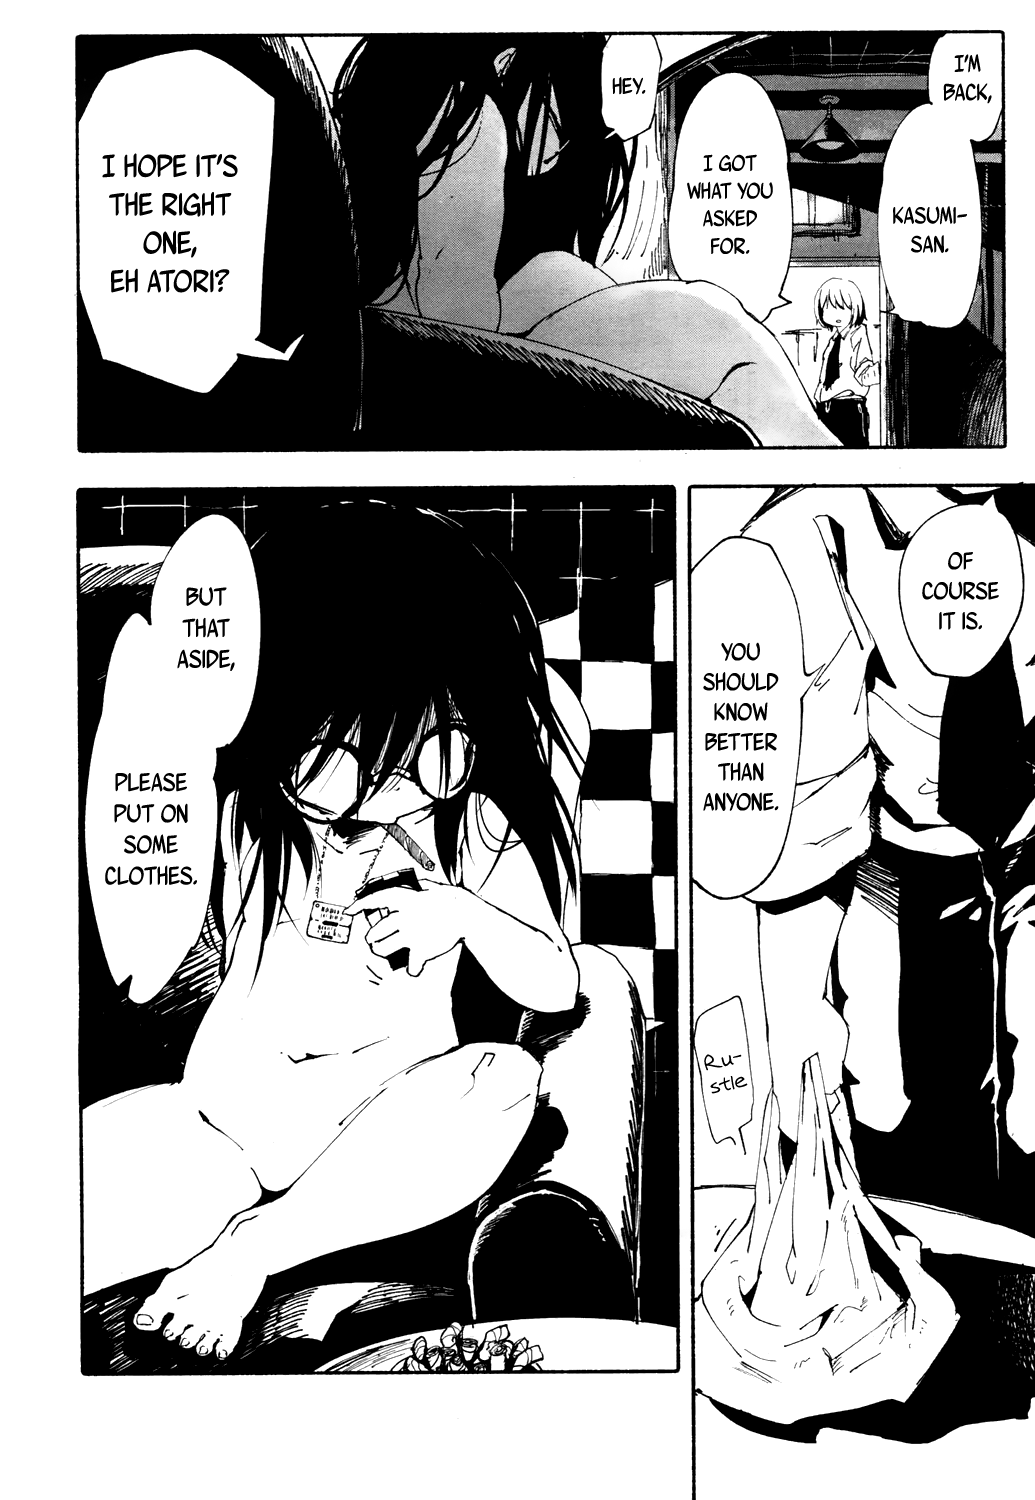 I'M
BACK,
KASUMI-
SAN.
I GOT
WHAT YOU
ASKED
FOR.
HEY.
I HOPE IT'S
THE RIGHT
ONE,
EH ATORI?
OF
COURSE
IT IS.
YOU
SHOULD
KNOW
BETTER
THAN
ANYONE.
Ru-
stle
BUT
THAT
ASIDE,
PLEASE
PUT ON
SOME
CLOTHES.